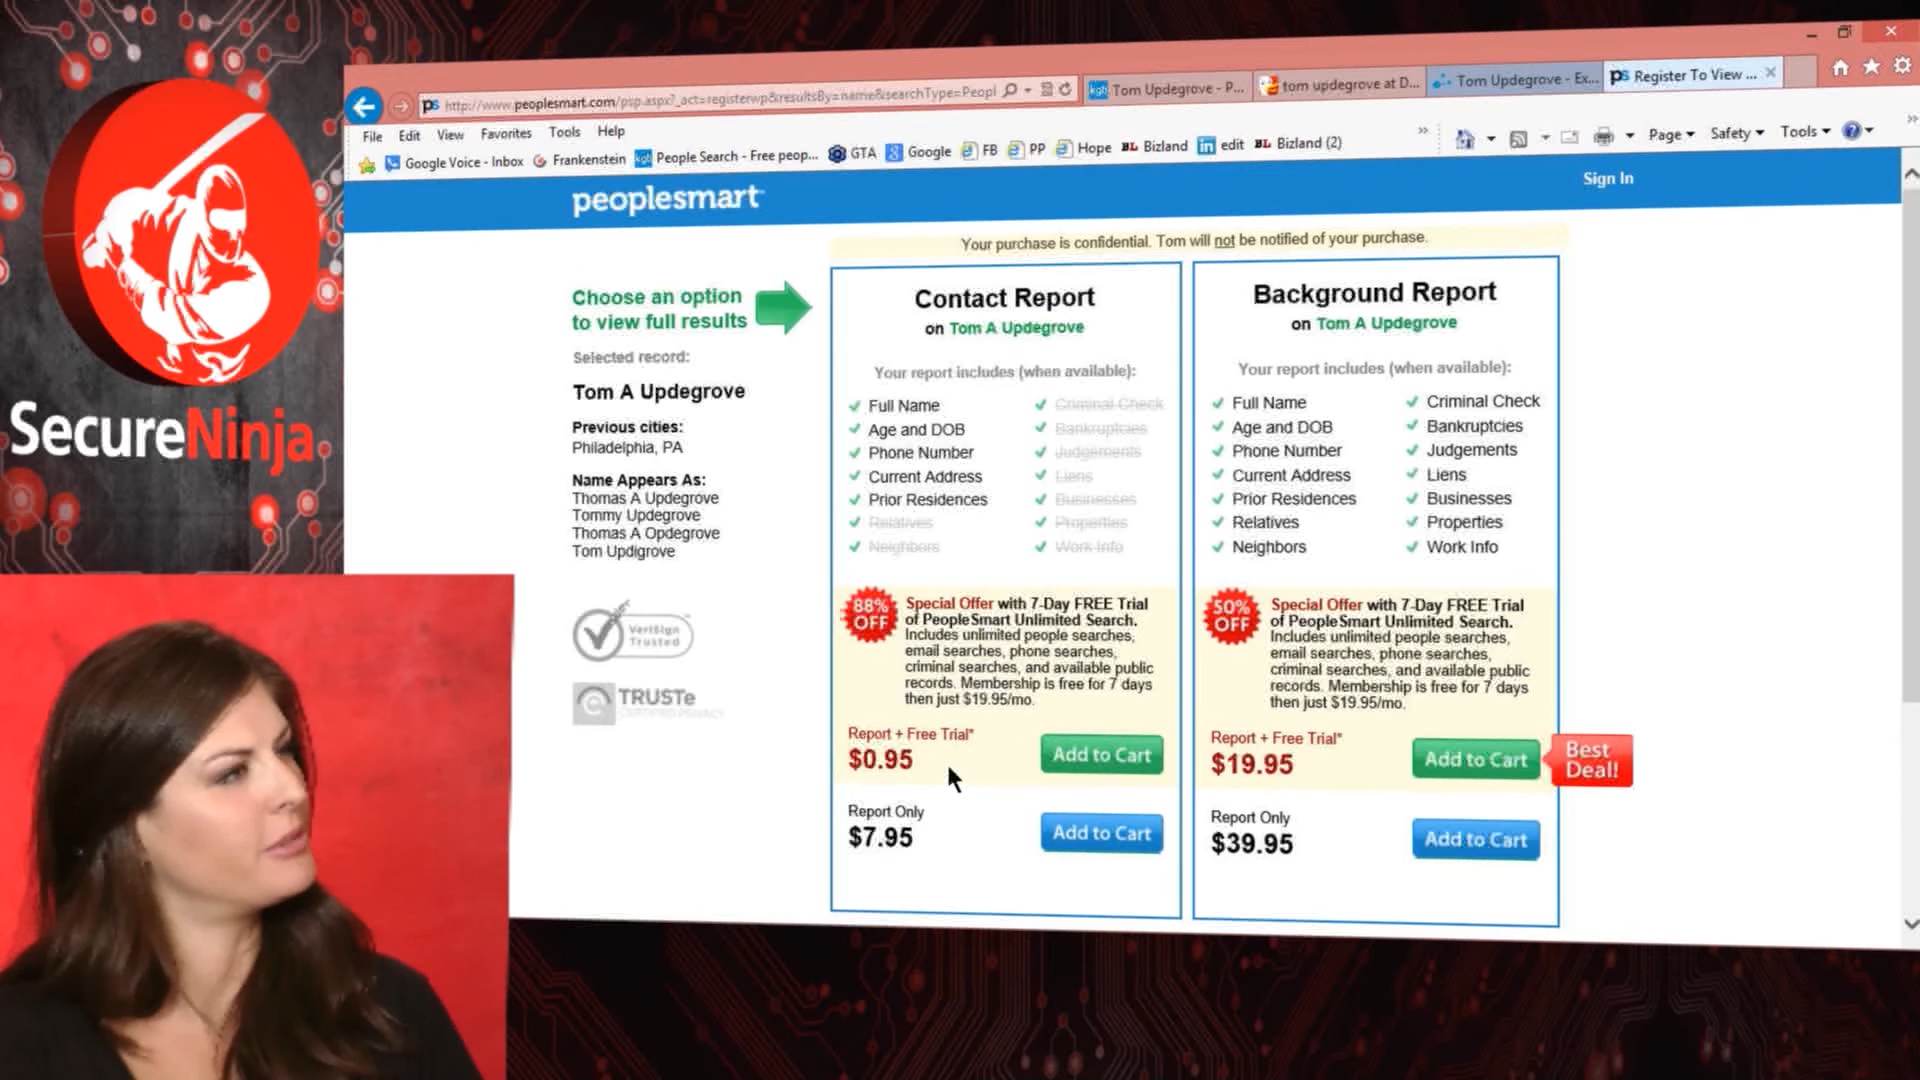 SecureNinja
http://www.peoplesmart.com/psp.aspx?_act=registerwp&resultsBy=name&searchType=Peopl
Tom Updegrove - P...
tom updegrove at D...
Tom Updegrove - Ex...
Register To View ...
File Edit View Favorites Tools Help
Google Voice - Inbox
Frankenstein
People Search - Free peop...
GTA
Google
FB
PP
Hope
BL Bizland
edit
BL Bizland (2)
Page
Safety
Tools
peoplesmart
Sign In
Your purchase is confidential. Tom will not be notified of your purchase.
Choose an option
to view full results
Selected record:
Tom A Updegrove
Previous cities:
Philadelphia, PA
Name Appears As:
Thomas A Updegrove
Tommy Updegrove
Thomas A Opdegrove
Tom Updigrove
VeriSign
Trusted
TRUSTe
CERTIFIED PRIVACY
Contact Report
on Tom A Updegrove
Your report includes (when available):
Full Name
Age and DOB
Phone Number
Current Address
Prior Residences
Relatives
Neighbors
Criminal Check
Bankruptcies
Judgements
Liens
Businesses
Properties
Work Info
88%
OFF
Special Offer with 7-Day FREE Trial
of PeopleSmart Unlimited Search.
Includes unlimited people searches,
email searches, phone searches,
criminal searches, and available public
records. Membership is free for 7 days
then just $19.95/mo.
Report + Free Trial*
$0.95
Add to Cart
Report Only
$7.95
Add to Cart
Background Report
on Tom A Updegrove
Your report includes (when available):
Full Name
Age and DOB
Phone Number
Current Address
Prior Residences
Relatives
Neighbors
Criminal Check
Bankruptcies
Judgements
Liens
Businesses
Properties
Work Info
50%
OFF
Special Offer with 7-Day FREE Trial
of PeopleSmart Unlimited Search.
Includes unlimited people searches,
email searches, phone searches,
criminal searches, and available public
records. Membership is free for 7 days
then just $19.95/mo.
Report + Free Trial*
$19.95
Add to Cart
Best
Deal!
Report Only
$39.95
Add to Cart